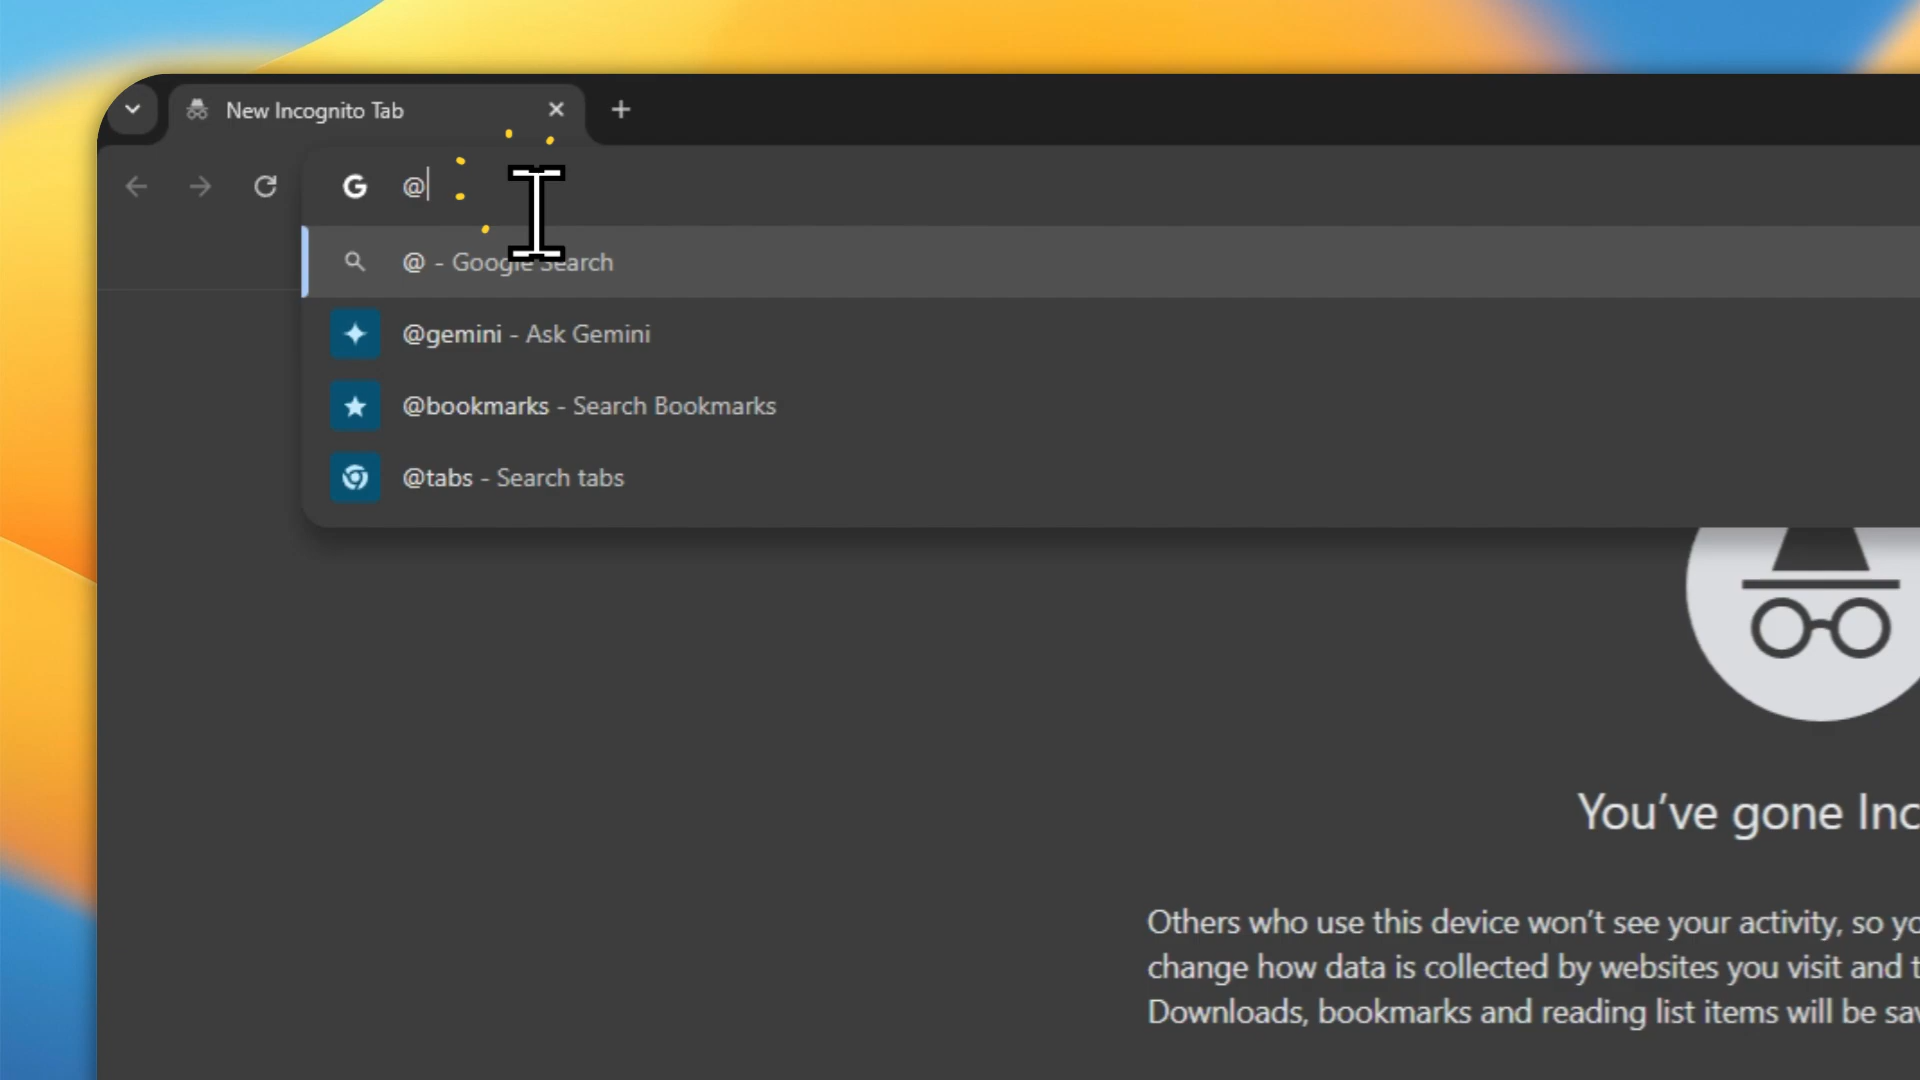 New Incognito Tab
@
@ - Google Search
@gemini - Ask Gemini
@bookmarks - Search Bookmarks
@tabs - Search tabs
You've gone Inc
Others who use this device won't see your activity, so yo
change how data is collected by websites you visit and t
Downloads, bookmarks and reading list items will be sav